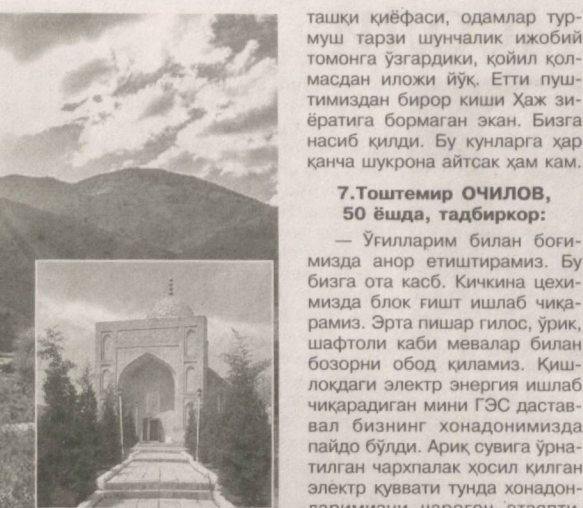 ташқи қиёфаси, одамлар тур-
муш тарзи шунчалик ижобий
томонга ўзгардики, қойил қол-
масдан иложи йўқ. Етти пуш-
тимиздан бирор киши Ҳаж зи-
ёратига бормаган экан. Бизга
насиб қилди. Бу кунларга ҳар
қанча шукрона айтсак ҳам кам.
7.Тоштемир ОЧИЛОВ,
50 ёшда, тадбиркор:
— Ўғилларим билан боғи-
мизда анор етиштирамиз. Бу
бизга ота касб. Кичкина цехи-
мизда блок ғишт ишлаб чиқа-
рамиз. Эрта пишар гилос, ўрик,
шафтоли каби мевалар билан
бозорни обод қиламиз. Қиш-
лоқдаги электр энергия ишлаб
чиқарадиган мини ГЭС дастав-
вал бизнинг хонадонимизда
пайдо бўлди. Ариқ сувига ўрна-
тилган чархпалак ҳосил қилган
электр қуввати тунда хонадон-